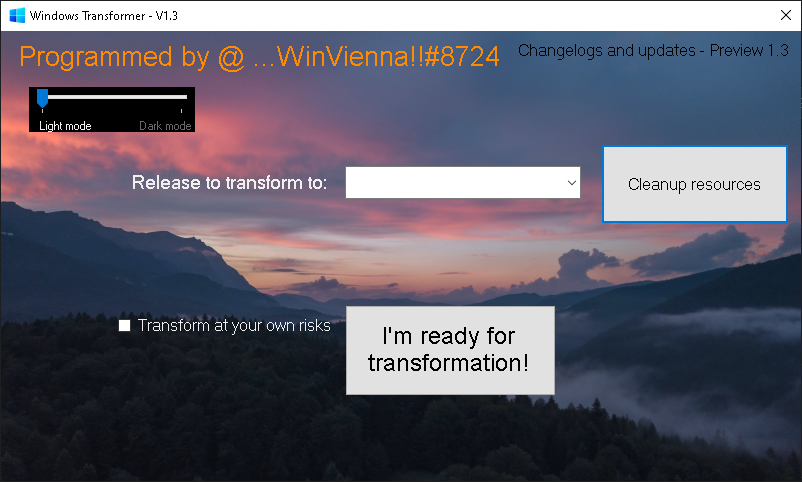 Windows Transformer - V1.3
Programmed by @ ...WinVienna!!#8724
Changelogs and updates - Preview 1.3
Light mode
Dark mode
Release to transform to:
Cleanup resources
Transform at your own risks
I'm ready for
transformation!